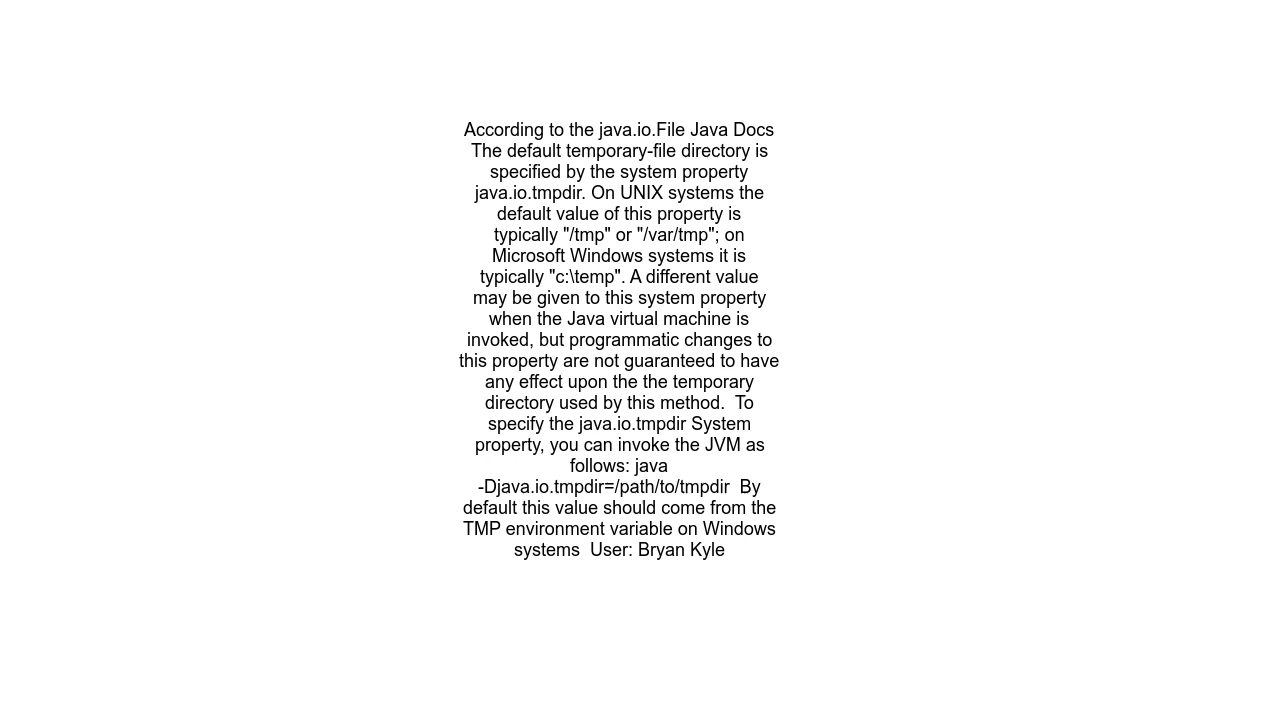 According to the java.io.File Java Docs
The default temporary-file directory is
specified by the system property
java.io.tmpdir. On UNIX systems the
default value of this property is
typically "/tmp" or "/var/tmp"; on
Microsoft Windows systems it is
typically "c:\temp". A different value
may be given to this system property
when the Java virtual machine is
invoked, but programmatic changes to
this property are not guaranteed to have
any effect upon the the temporary
directory used by this method.  To
specify the java.io.tmpdir System
property, you can invoke the JVM as
follows: java
-Djava.io.tmpdir=/path/to/tmpdir  By
default this value should come from the
TMP environment variable on Windows
systems  User: Bryan Kyle